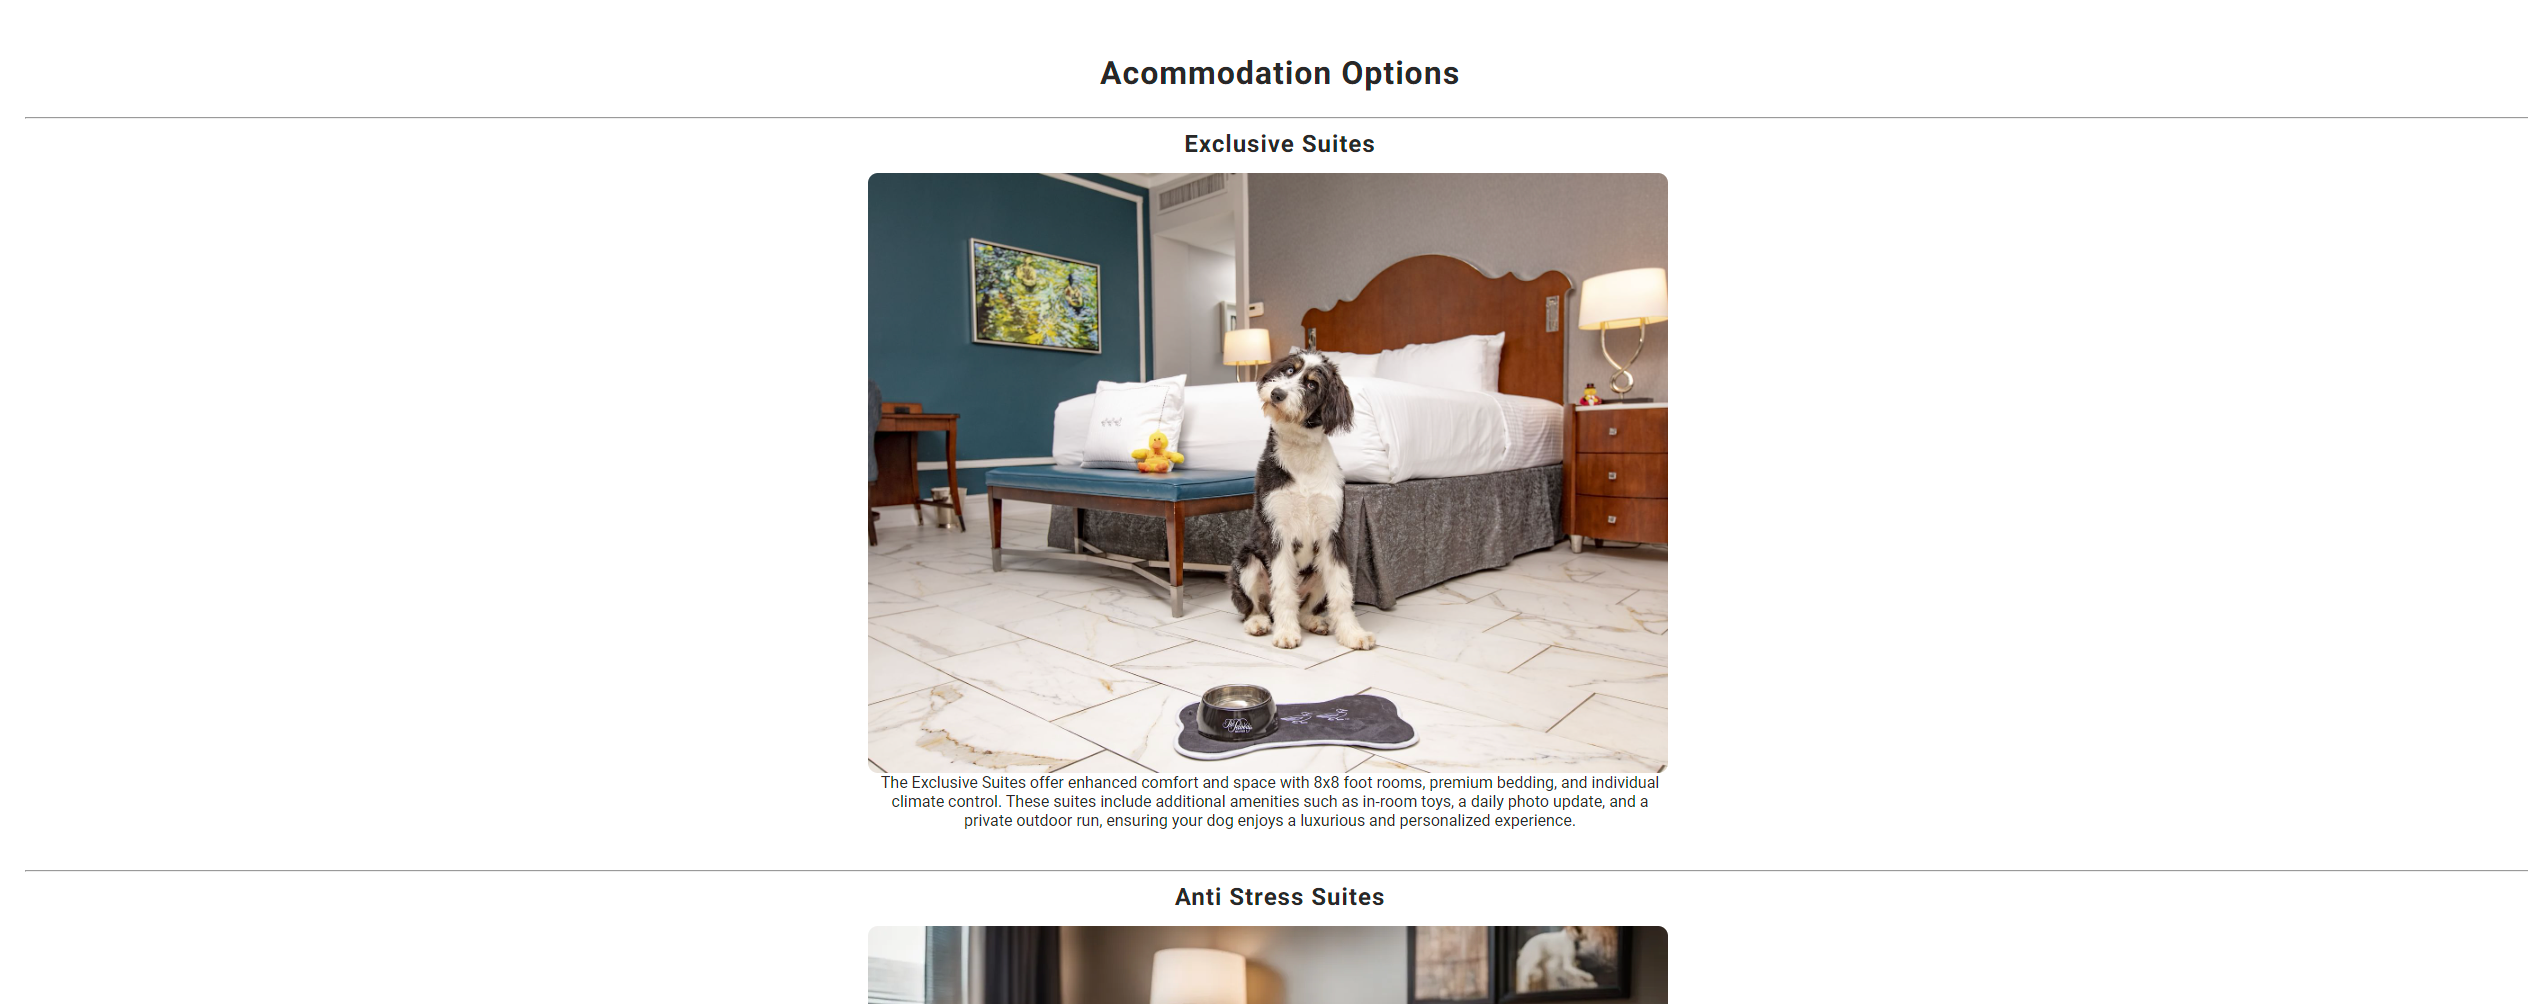 Acommodation Options
Exclusive Suites
The Exclusive Suites offer enhanced comfort and space with 8x8 foot rooms, premium bedding, and individual
climate control. These suites include additional amenities such as in-room toys, a daily photo update, and a
private outdoor run, ensuring your dog enjoys a luxurious and personalized experience.
Anti Stress Suites